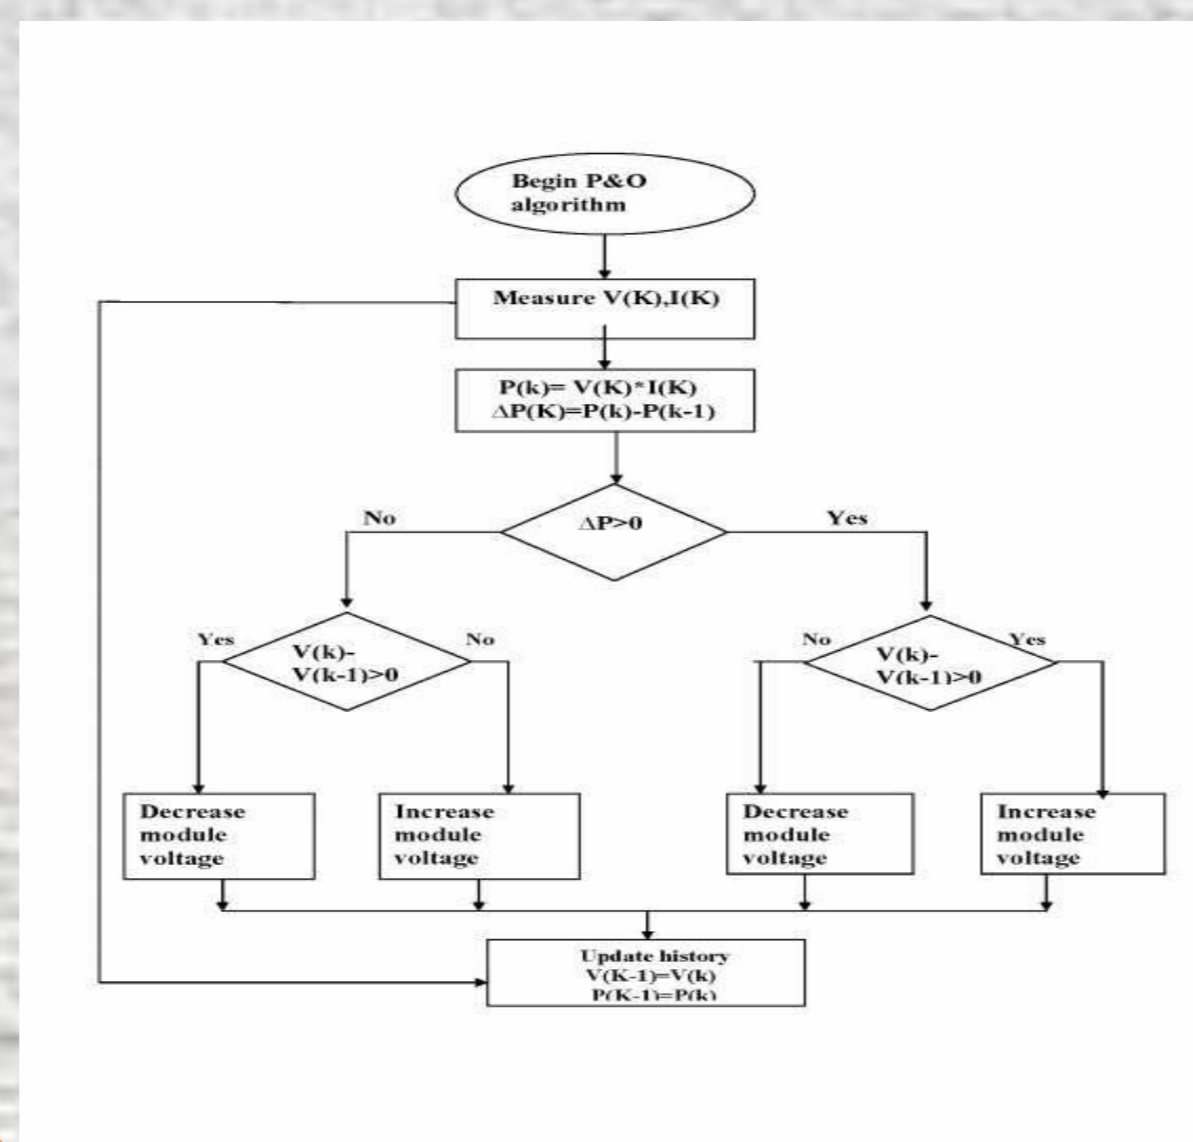 Begin P&O
algorithm
Measure V(K),I(K)
P(k)= V(K)*I(K)
ΔP(K)=P(k)-P(k-1)
ΔP>0
No
Yes
Yes
V(k)-
V(k-1)>0
No
No
V(k)-
V(k-1)>0
Yes
Decrease
module
voltage
Increase
module
voltage
Decrease
module
voltage
Increase
module
voltage
Update history
V(K-1)=V(k)
P(K-1)=P(k)